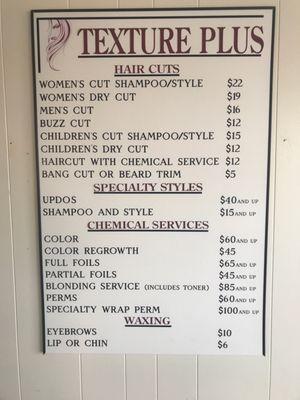 TEXTURE PLUS
HAIR CUTS
WOMEN'S CUT SHAMPOO/STYLE $22
WOMEN'S DRY CUT $19
MEN'S CUT $16
BUZZ CUT $12
CHILDREN'S CUT SHAMPOO/STYLE $15
CHILDREN'S DRY CUT $12
HAIRCUT WITH CHEMICAL SERVICE $12
BANG CUT OR BEARD TRIM $5
SPECIALTY STYLES
UPDOS $40 AND UP
SHAMPOO AND STYLE $15 AND UP
CHEMICAL SERVICES
COLOR $60 AND UP
COLOR REGROWTH $45
FULL FOILS $65 AND UP
PARTIAL FOILS $45 AND UP
BLONDING SERVICE (INCLUDES TONER) $85 AND UP
PERMS $60 AND UP
SPECIALTY WRAP PERM $100 AND UP
WAXING
EYEBROWS $10
LIP OR CHIN $6